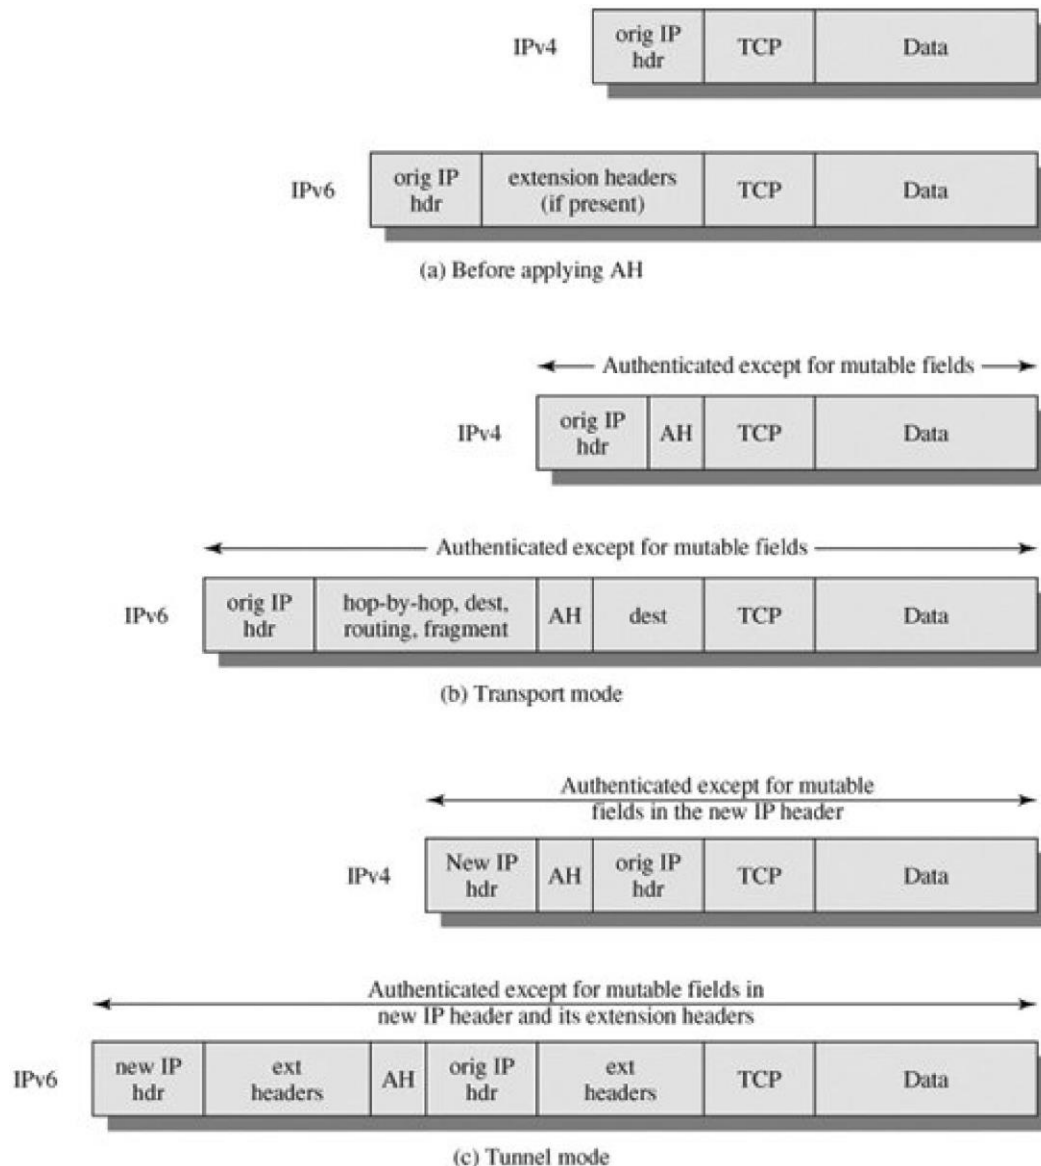 IPv4
orig IP
hdr
TCP
Data
IPv6
orig IP
hdr
extension headers
(if present)
TCP
Data
(a) Before applying AH
Authenticated except for mutable fields
IPv4
orig IP
hdr
AH
TCP
Data
Authenticated except for mutable fields
IPv6
orig IP
hdr
hop-by-hop, dest,
routing, fragment
AH
dest
TCP
Data
(b) Transport mode
Authenticated except for mutable
fields in the new IP header
IPv4
New IP
hdr
AH
orig IP
hdr
TCP
Data
Authenticated except for mutable fields in
new IP header and its extension headers
IPv6
new IP
hdr
ext
headers
AH
orig IP
hdr
ext
headers
TCP
Data
(c) Tunnel mode